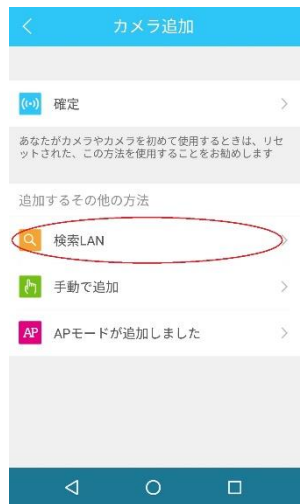 カメラ追加
確定
あなたがカメラやカメラを初めて使用するときは、リセ
ットされた、この方法を使用することをお勧めします
追加するその他の方法
検索LAN
手動で追加
AP APモードが追加しました